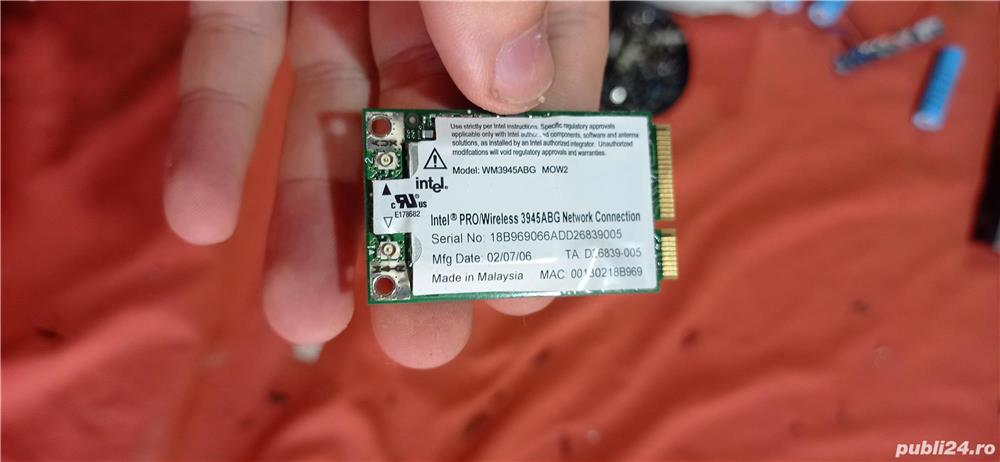 Use strictly per Intel instructions. Specific regulatory approvals
applicable only with Intel authorized components, software and antenna
solutions, as installed by an Intel authorized integrator. Unauthorized
modifcations will void regulatory approvals and warranties.
Model: WM3945ABG MOW2
2
intel®
c RU® US
E178682
Intel® PRO/Wireless 3945ABG Network Connection
Serial No: 18B969066ADD26839005
Mfg Date: 02/07/06 TA: D26839-005
Made in Malaysia MAC: 00130218B969
publi24.ro